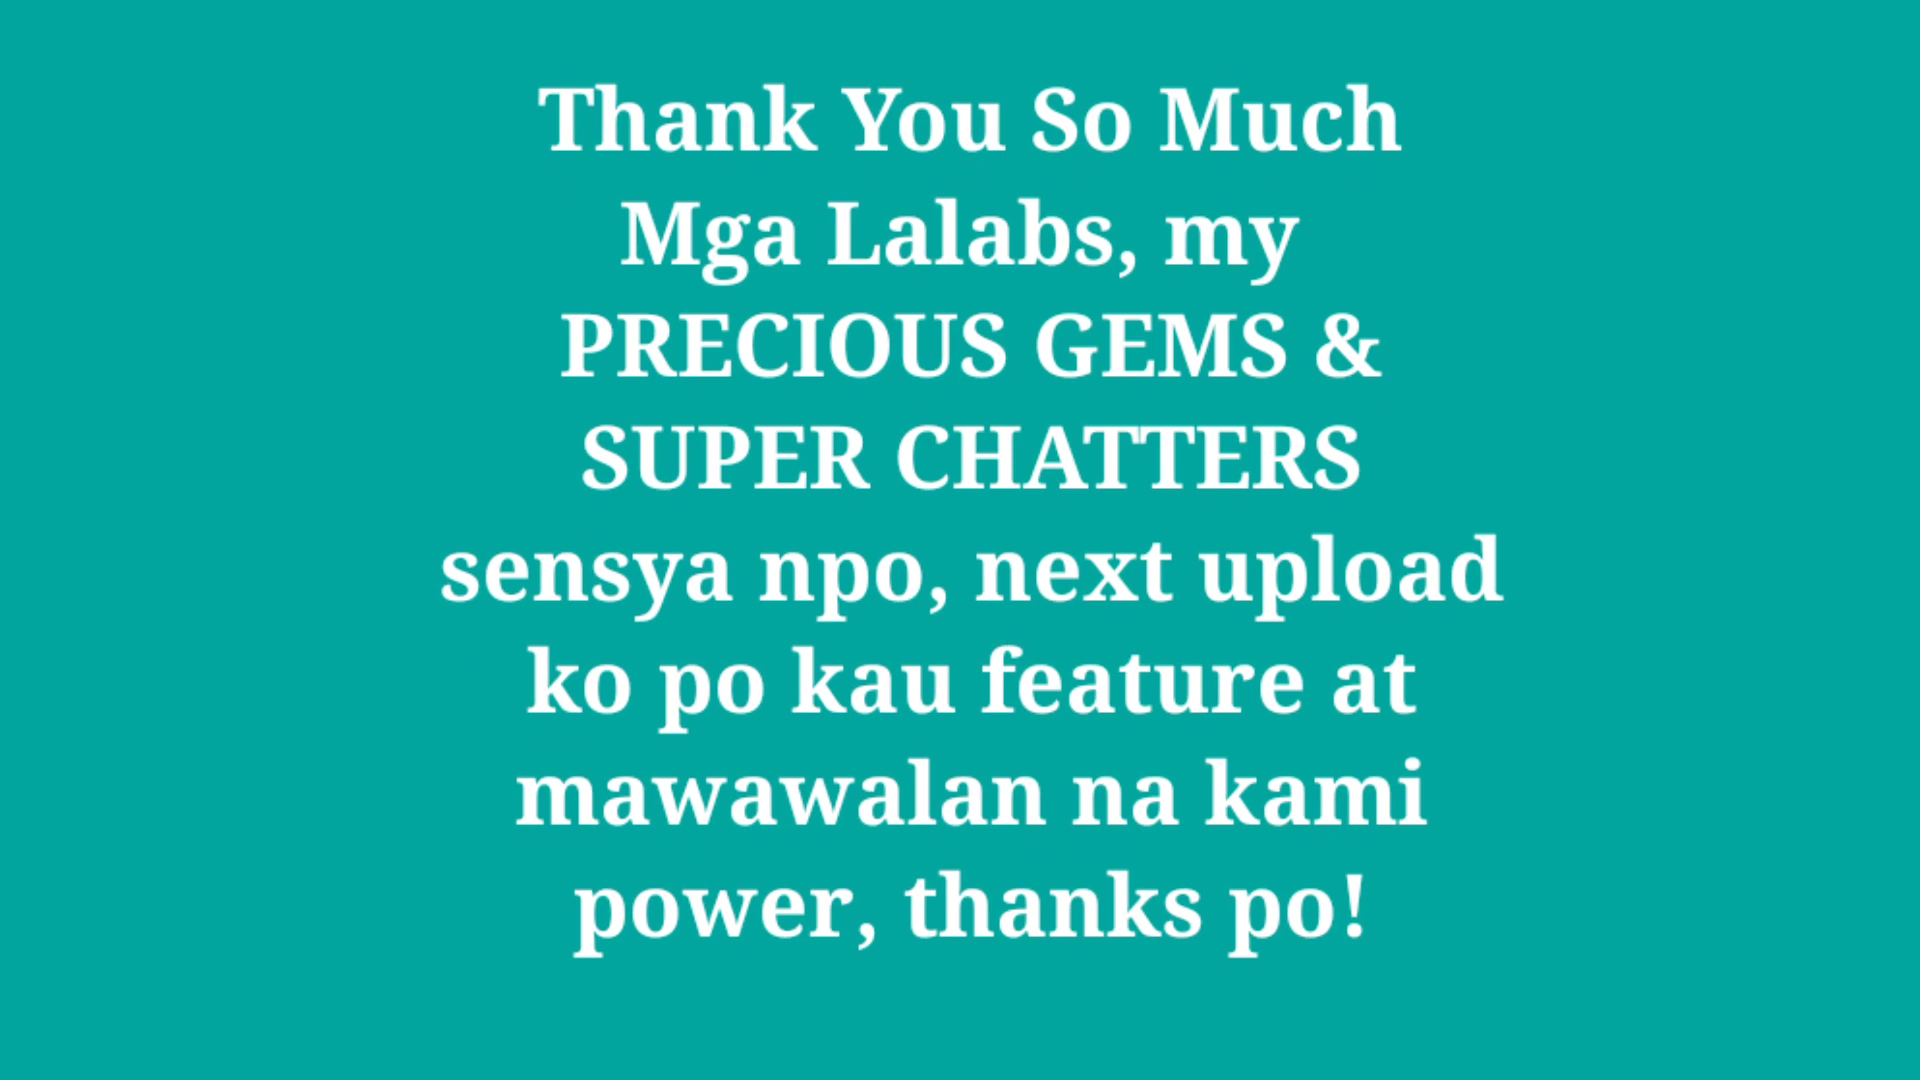 Thank You So Much
Mga Lalabs, my
PRECIOUS GEMS &
SUPER CHATTERS
sensya npo, next upload
ko po kau feature at
mawawalan na kami
power, thanks po!